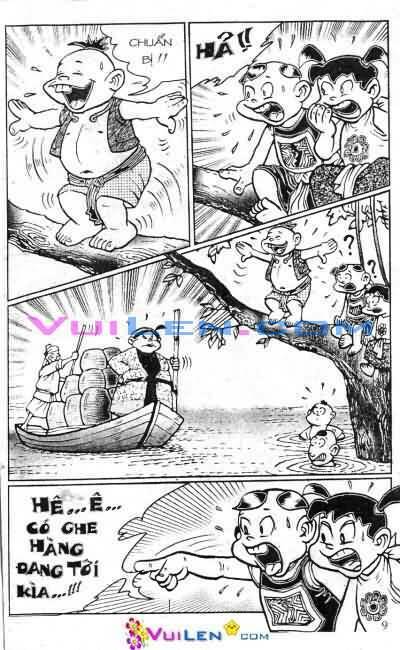 CHUẨN
BỊ !!
HẢ!!
?
?
VUILEN.COM
HÊ...Ê...
CÓ GHE
HÀNG
ĐANG TỚI
KÌA...!!!
9
VUILEN.COM